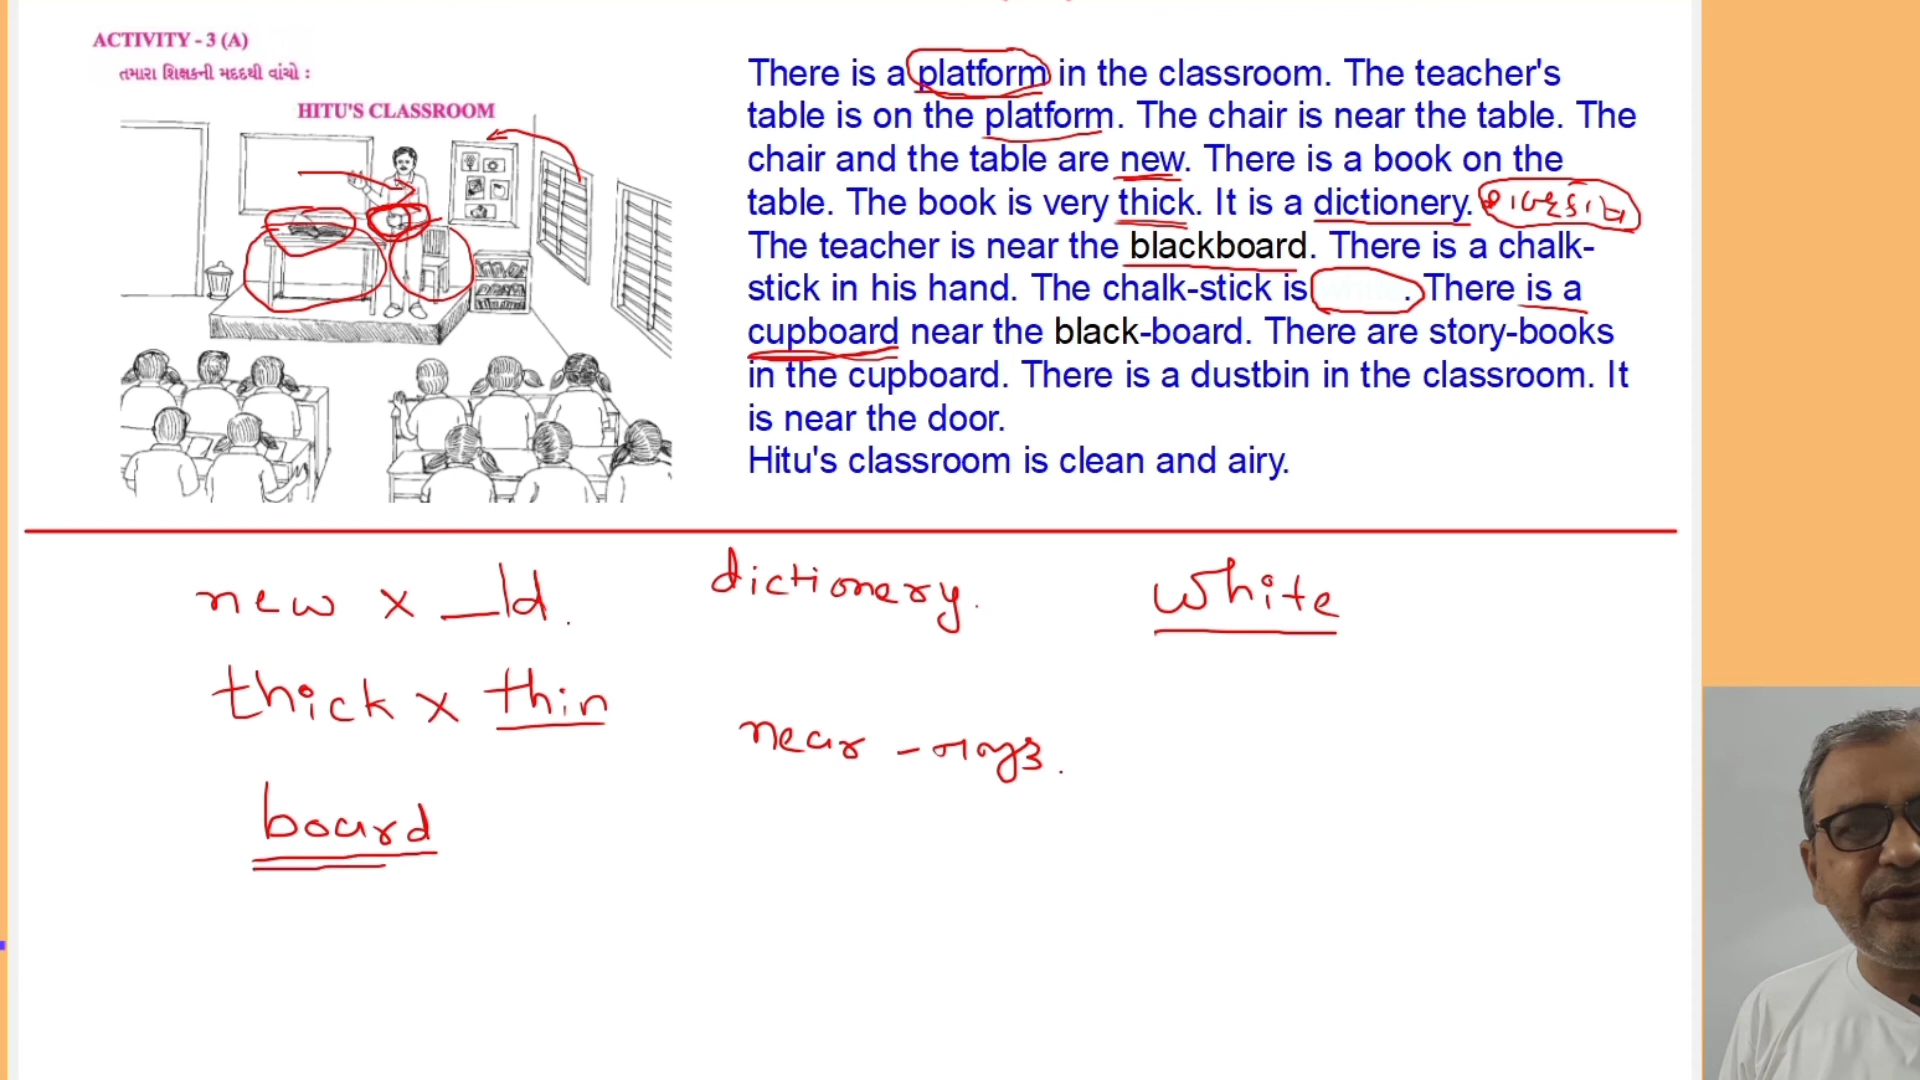 ACTIVITY - 3 (A)
તમારા શિક્ષકની મદદથી વાંચો :
HITU'S CLASSROOM
There is a platform in the classroom. The teacher's
table is on the platform. The chair is near the table. The
chair and the table are new. There is a book on the
table. The book is very thick. It is a dictionery. શબ્દકોષ
The teacher is near the blackboard. There is a chalk-
stick in his hand. The chalk-stick is . There is a
cupboard near the black-board. There are story-books
in the cupboard. There is a dustbin in the classroom. It
is near the door.
Hitu's classroom is clean and airy.
new x _ld.
dictionery.
white
thick x thin
near - નજીક.
board